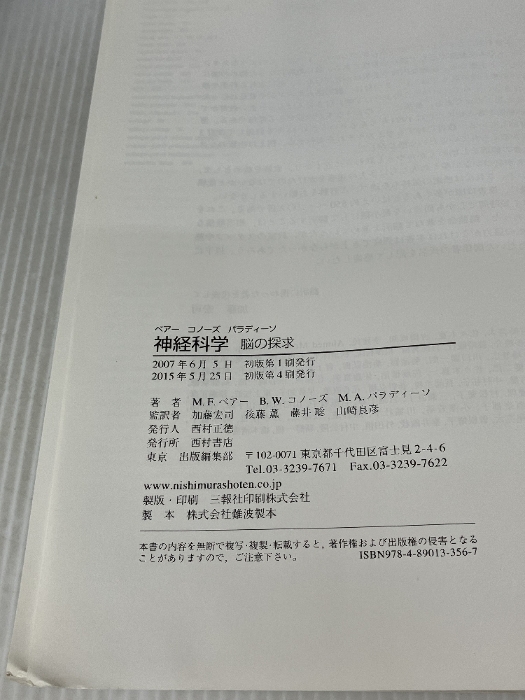 ベアー コノーズ パラディーソ
神経科学 脳の探求
2007年6月5日 初版第1刷発行
2015年5月25日 初版第4刷発行
著者 M.F.ベアー B.W.コノーズ M.A.パラディーソ
監訳者 加藤宏司 後藤薫 藤井聡 山崎良彦
発行人 西村正徳
発行所 西村書店
東京 出版編集部 〒102-0071 東京都千代田区富士見2-4-6
Tel.03-3239-7671 Fax.03-3239-7622
www.nishimurashoten.co.jp
製版・印刷 三報社印刷株式会社
製本 株式会社難波製本
本書の内容を無断で複写・複製・転載すると，著作権および出版権の侵害となる
ことがありますので，ご注意下さい。 ISBN978-4-89013-356-7